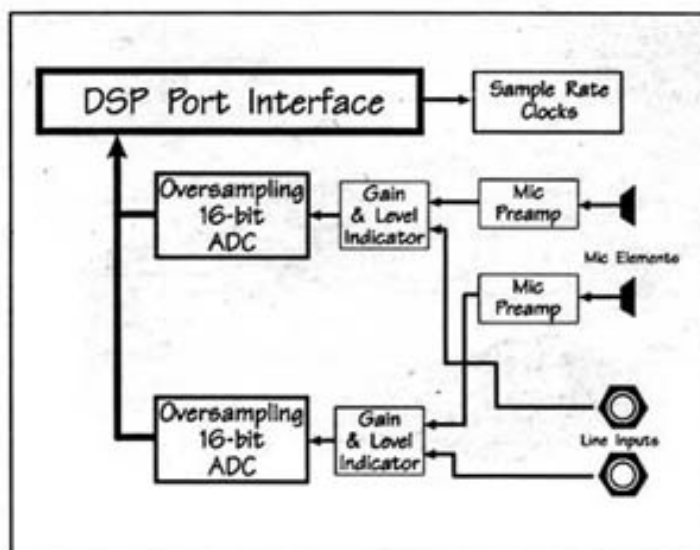 DSP Port Interface
Sample Rate
Clocks
Oversampling
16-bit
ADC
Gain
& Level
Indicator
Mic
Preamp
Mic Elements
Mic
Preamp
Oversampling
16-bit
ADC
Gain
& Level
Indicator
Line Inputs